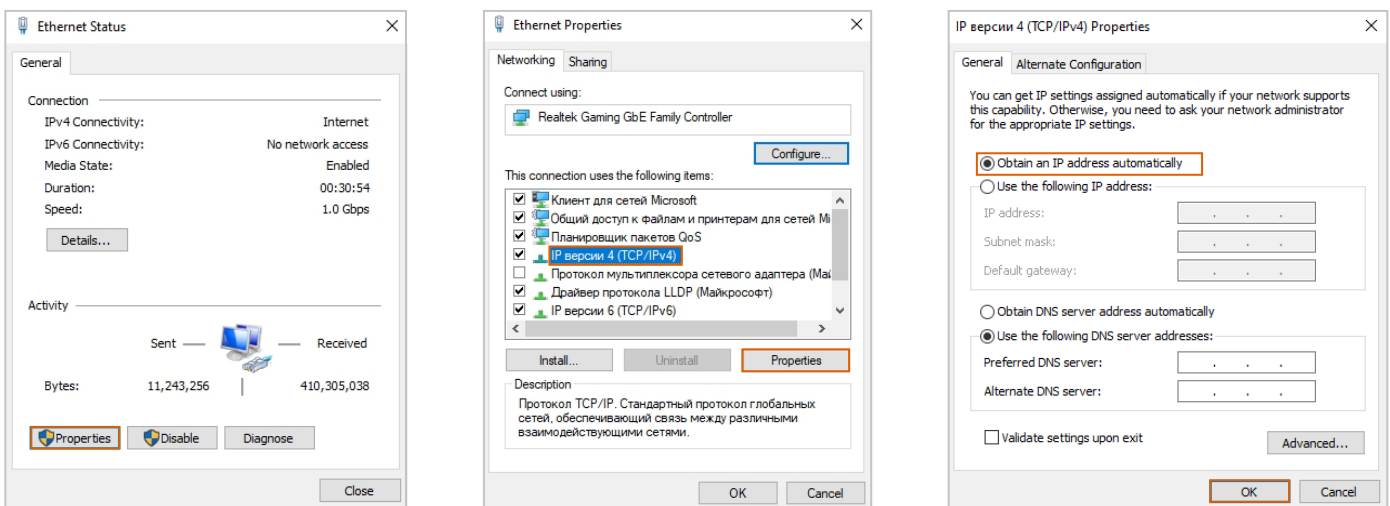 Ethernet Status
General
Connection
IPv4 Connectivity: Internet
IPv6 Connectivity: No network access
Media State: Enabled
Duration: 00:30:54
Speed: 1.0 Gbps
Details...
Activity
Sent Received
Bytes: 11,243,256 410,305,038
Properties Disable Diagnose
Close
Ethernet Properties
Networking Sharing
Connect using:
Realtek Gaming GbE Family Controller
Configure...
This connection uses the following items:
Клиент для сетей Microsoft
Общий доступ к файлам и принтерам для сетей Mi
Планировщик пакетов QoS
IP версии 4 (TCP/IPv4)
Протокол мультиплексора сетевого адаптера (Май
Драйвер протокола LLDP (Майкрософт)
IP версии 6 (TCP/IPv6)
Install... Uninstall Properties
Description
Протокол TCP/IP. Стандартный протокол глобальных
сетей, обеспечивающий связь между различными
взаимодействующими сетями.
OK Cancel
IP версии 4 (TCP/IPv4) Properties
General Alternate Configuration
You can get IP settings assigned automatically if your network supports
this capability. Otherwise, you need to ask your network administrator
for the appropriate IP settings.
Obtain an IP address automatically
Use the following IP address:
IP address: . . .
Subnet mask: . . .
Default gateway: . . .
Obtain DNS server address automatically
Use the following DNS server addresses:
Preferred DNS server: . . .
Alternate DNS server: . . .
Validate settings upon exit
Advanced...
OK Cancel